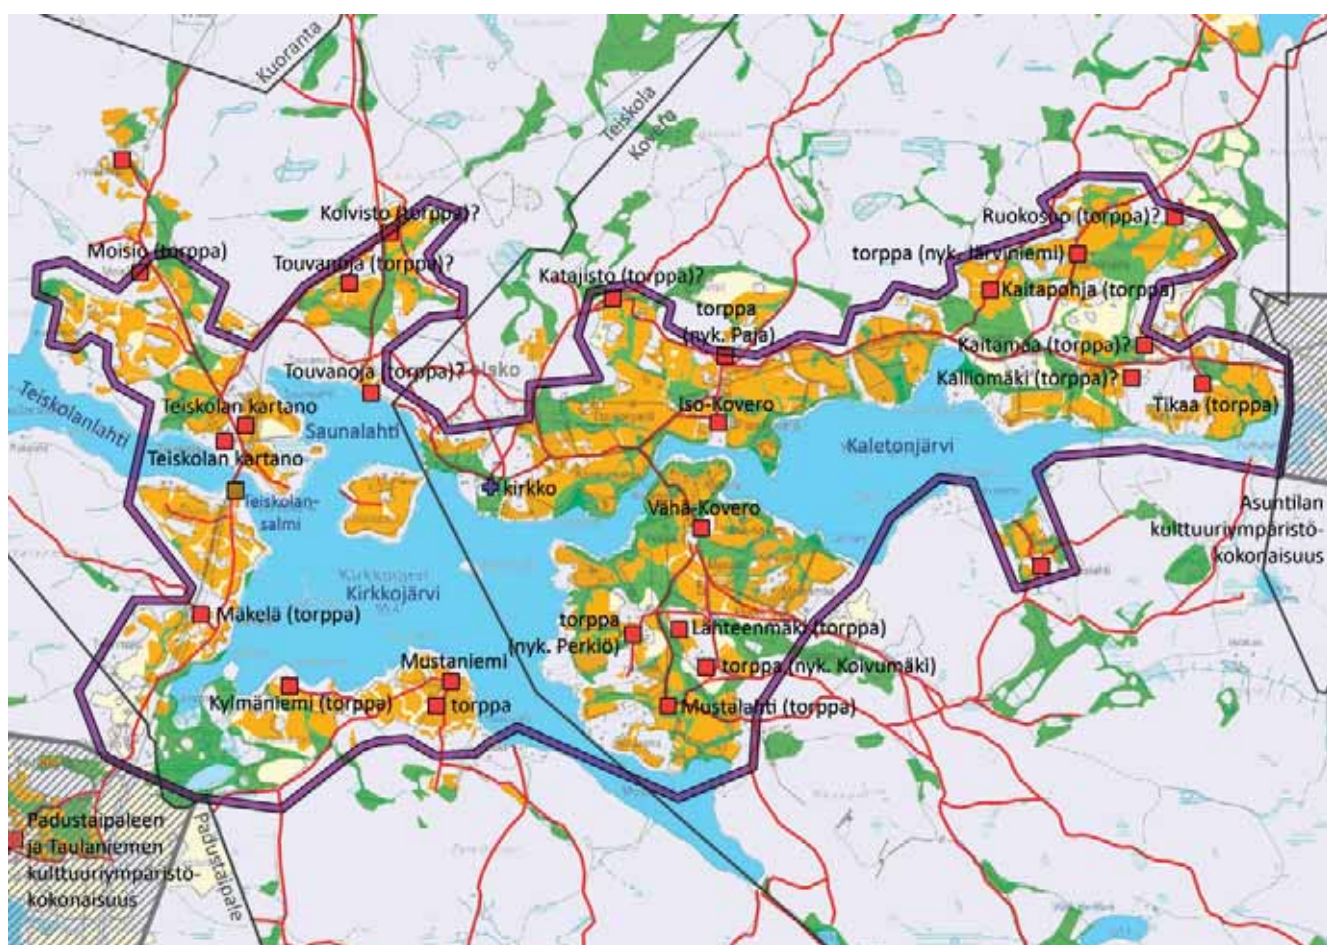 Kuoranta
Teiskola
Kovero
Koivisto (torppa)?
Ruokosuo (torppa)?
Moisio (torppa)
torppa (nyk. Järviniemi)
Touvanoja (torppa)?
Katajisto (torppa)?
Kaitapohja (torppa)
torppa
(nyk. Paja)
Kaitamaa (torppa)?
Touvanoja (torppa)?
Kalliomäki (torppa)?
Teiskolanlahti
Teiskolan kartano
Iso-Kovero
Tikaa (torppa)
Saunalahti
Kaletonjärvi
Teiskolan kartano
kirkko
Teiskolan-
salmi
Vähä-Kovero
Asuntilan
kulttuuriympäristö-
kokonaisuus
Kirkkojärvi
Kirkkojärvi
Mäkelä (torppa)
torppa
(nyk. Perkiö)
Lähteenmäki (torppa)
Mustaniemi
torppa (nyk. Koivumäki)
Kylmäniemi (torppa)
torppa
Mustalahti (torppa)
Padustaipaleen
ja Taulaniemen
kulttuuriympäristö-
kokonaisuus
Padustaipale